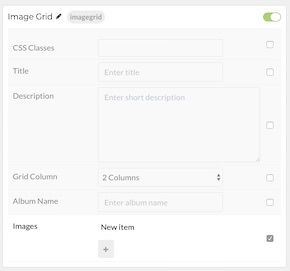 Image Grid imagegrid
CSS Classes
Title Enter title
Description Enter short description
Grid Column 2 Columns
Album Name Enter album name
Images New item
+